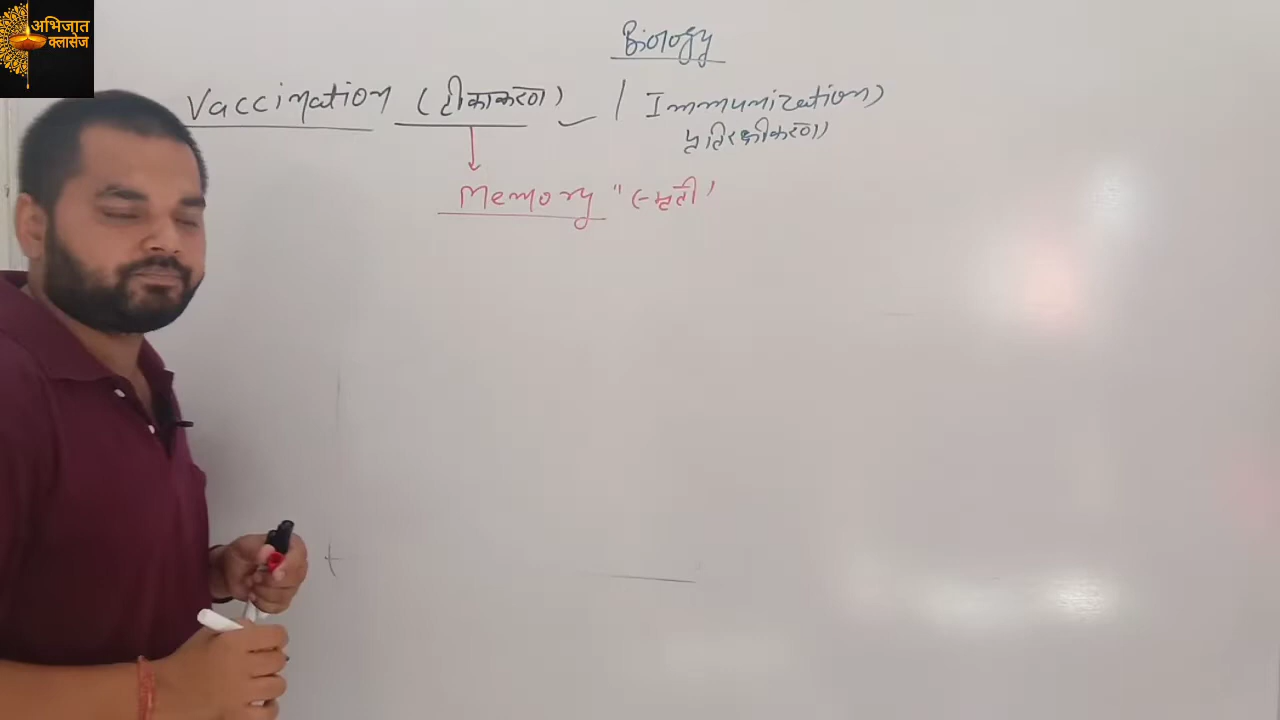 अभिजात
क्लासेज
Biology
Vaccination (टीकाकरण) / Immunization)
प्रतिरक्षीकरण)
Memory " (स्मृती)